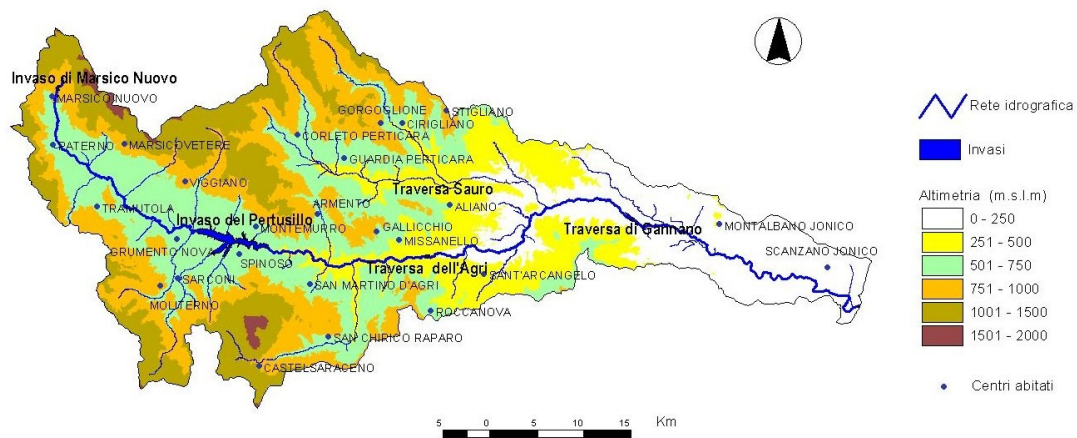 Invaso di Marsico Nuovo
MARSICO NUOVO
GORGOGLIONE
STIGLIANO
CIRIGLIANO
CORLETO PERTICARA
PATERNO
MARSICOVETERE
GUARDIA PERTICARA
VIGGIANO
Traversa Sauro
TRAMUTOLA
ARMENTO
ALIANO
Invaso del Pertusillo
MONTEMURRO
GALLICCHIO
MISSANELLO
Traversa di Gannano
MONTALBANO JONICO
GRUMENTO NOVA
SPINOSO
SCANZANO JONICO
Traversa dell'Agri
SANT'ARCANGELO
SARCONI
SAN MARTINO D'AGRI
MOLITERNO
ROCCANOVA
SAN CHIRICO RAPARO
CASTELSARACENO
5 0 5 10 15 Km
Rete idrografica
Invasi
Altimetria (m.s.l.m)
0 - 250
251 - 500
501 - 750
751 - 1000
1001 - 1500
1501 - 2000
Centri abitati